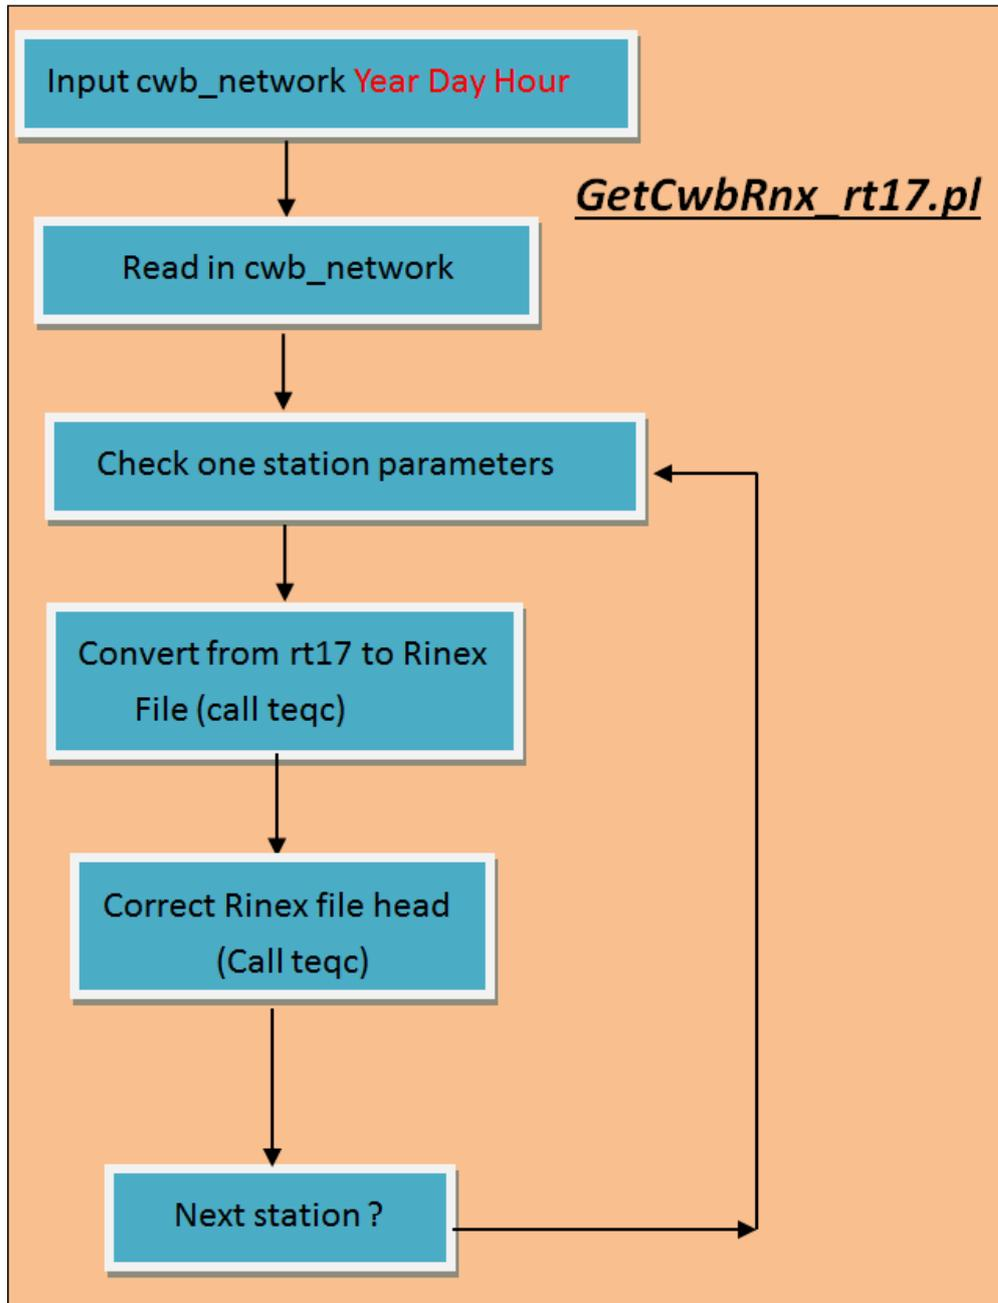 Input cwb_network Year Day Hour
GetCwbRnx_rt17.pl
Read in cwb_network
Check one station parameters
Convert from rt17 to Rinex
File (call teqc)
Correct Rinex file head
(Call teqc)
Next station ?